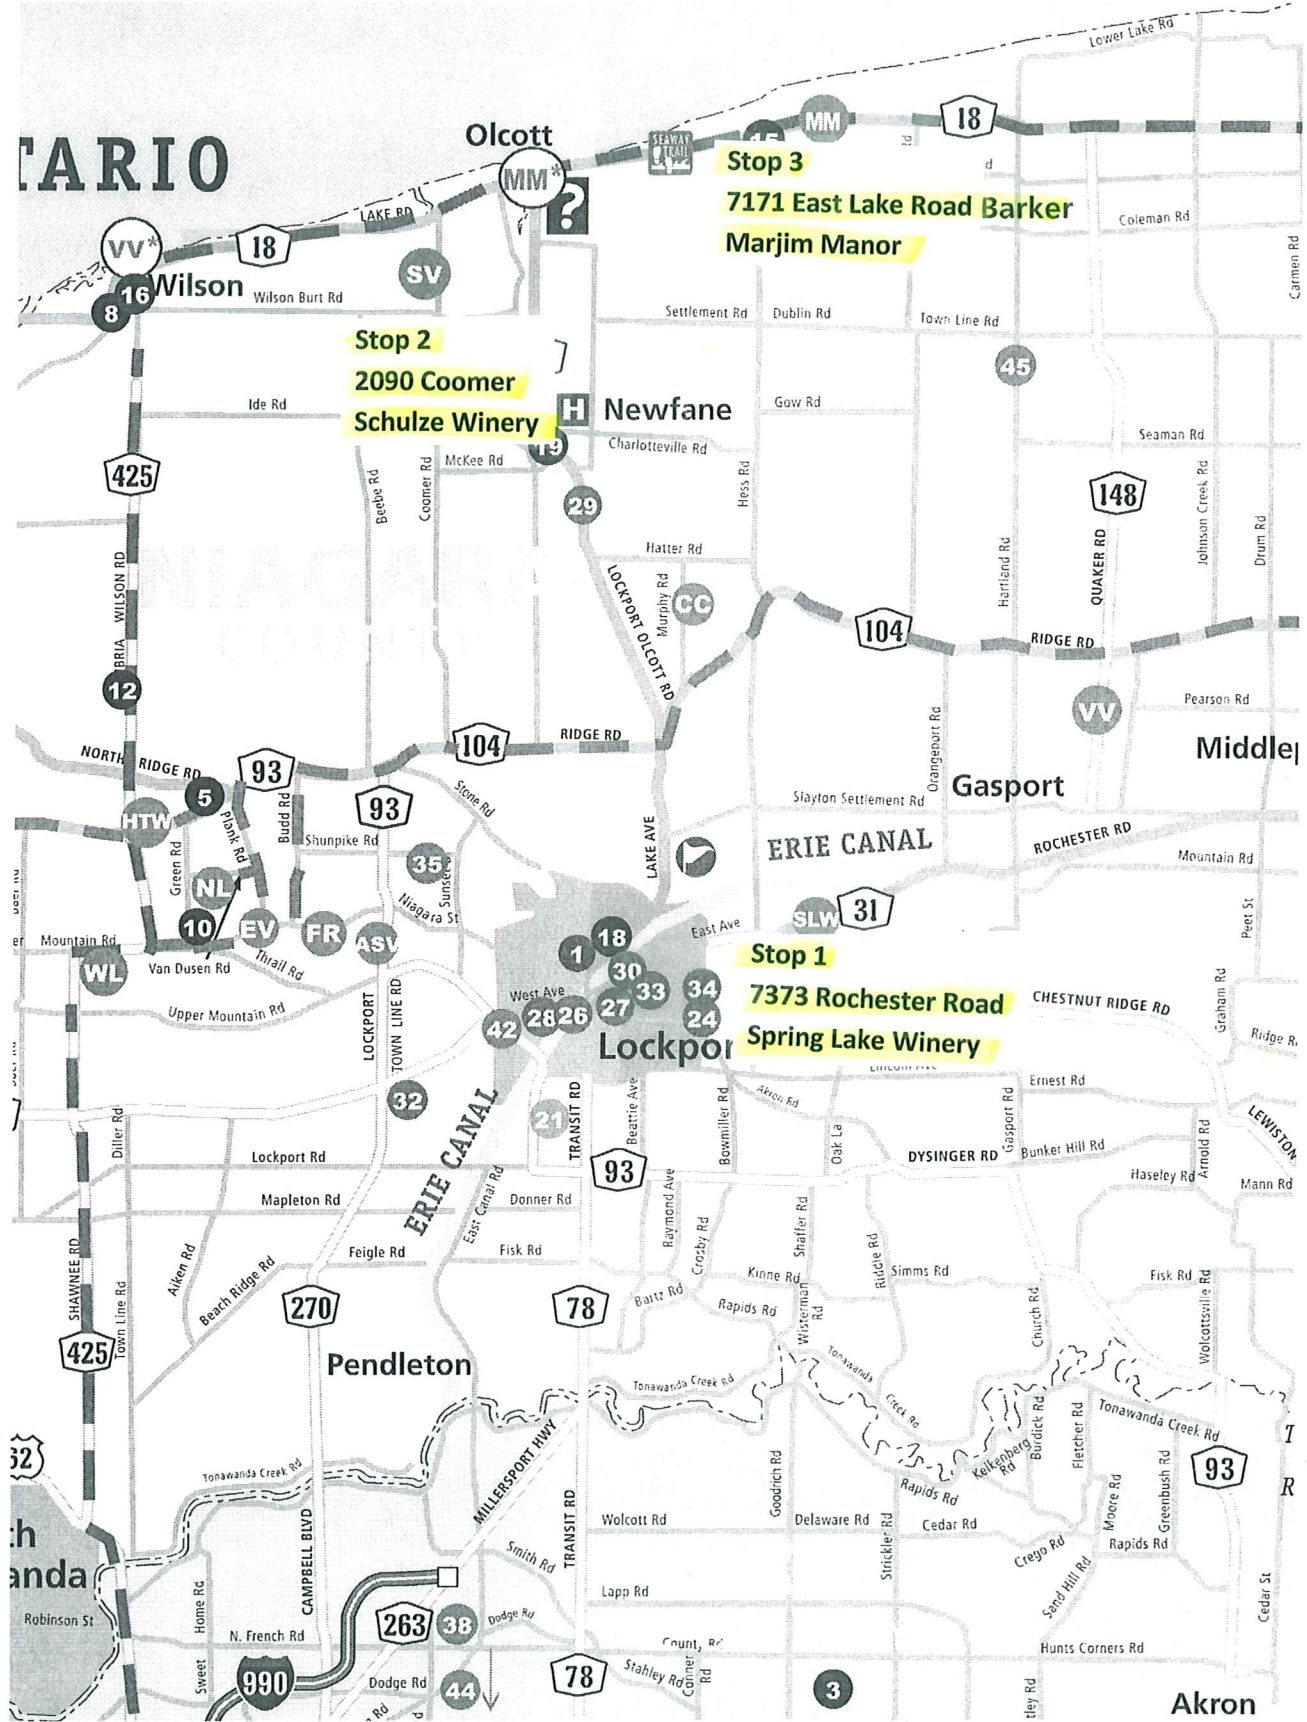 Lower Lake Rd
MM
18
Olcott
SEAWAY TRAIL
15
TARIO
MM*
?
Stop 3
7171 East Lake Road Barker
Marjim Manor
LAKE RD
Coleman Rd
VV*
18
SV
Carmen Rd
16
Wilson
8
Wilson Burt Rd
Settlement Rd
Dublin Rd
Town Line Rd
Stop 2
2090 Coomer
Schulze Winery
45
Ide Rd
H
Newfane
Gow Rd
19
Charlotteville Rd
Seaman Rd
McKee Rd
425
Beebe Rd
Coomer Rd
29
Hess Rd
148
Johnson Creek Rd
Drum Rd
NIAGARA
COUNTY
Hatter Rd
WILSON RD
BRIA
LOCKPORT OLCOTT RD
Murphy Rd
CC
Hartland Rd
QUAKER RD
104
RIDGE RD
12
VV
Pearson Rd
NORTH RIDGE RD
93
104
RIDGE RD
Orangeport Rd
Middlep
Gasport
5
HTW
Plank Rd
Budd Rd
93
Stone Rd
Slayton Settlement Rd
Shunpike Rd
Green Rd
35
Sunset
LAKE AVE
ERIE CANAL
ROCHESTER RD
Mountain Rd
NL
Niagara St
31
SLW
Peet St
10
EV
FR
ASV
18
1
East Ave
Mountain Rd
WL
Van Dusen Rd
Thrall Rd
Stop 1
7373 Rochester Road
Spring Lake Winery
30
33
34
West Ave
27
24
28
26
42
Lockpor
Upper Mountain Rd
CHESTNUT RIDGE RD
Graham Rd
Ridge R
LOCKPORT
TOWN LINE RD
Lincoln Ave
32
ERIE CANAL
21
TRANSIT RD
Beattie Ave
Bowmiller Rd
Akron Rd
Oak La
Gasport Rd
Ernest Rd
Arnold Rd
LEWISTON
Diller Rd
Lockport Rd
93
DYSINGER RD
Bunker Hill Rd
Haseley Rd
Mann Rd
Mapleton Rd
East Canal Rd
Donner Rd
Raymond Ave
Crosby Rd
Shaffer Rd
Riddle Rd
SHAWNEE RD
Town Line Rd
Aiken Rd
Beach Ridge Rd
Feigle Rd
Fisk Rd
Kinne Rd
Simms Rd
Fisk Rd
270
78
Bartz Rd
Rapids Rd
Wisterman Rd
Church Rd
Wolcottsville Rd
425
Pendleton
Tonawanda Creek Rd
Tonawanda Creek Rd
Tonawanda Creek Rd
62
Tonawanda Creek Rd
MILLERSPORT HWY
Goodrich Rd
Kelkenberg Rd
Burdick Rd
Fletcher Rd
Rapids Rd
Moore Rd
Greenbush Rd
93
T
R
th
anda
CAMPBELL BLVD
TRANSIT RD
Wolcott Rd
Delaware Rd
Strickler Rd
Cedar Rd
Crego Rd
Rapids Rd
Smith Rd
Lapp Rd
Sand Hill Rd
Cedar St
Robinson St
Home Rd
Sweet
N. French Rd
263
38
Dodge Rd
Hunts Corners Rd
990
Dodge Rd
44
78
Stahley Rd
Conner Rd
3
tley Rd
Akron